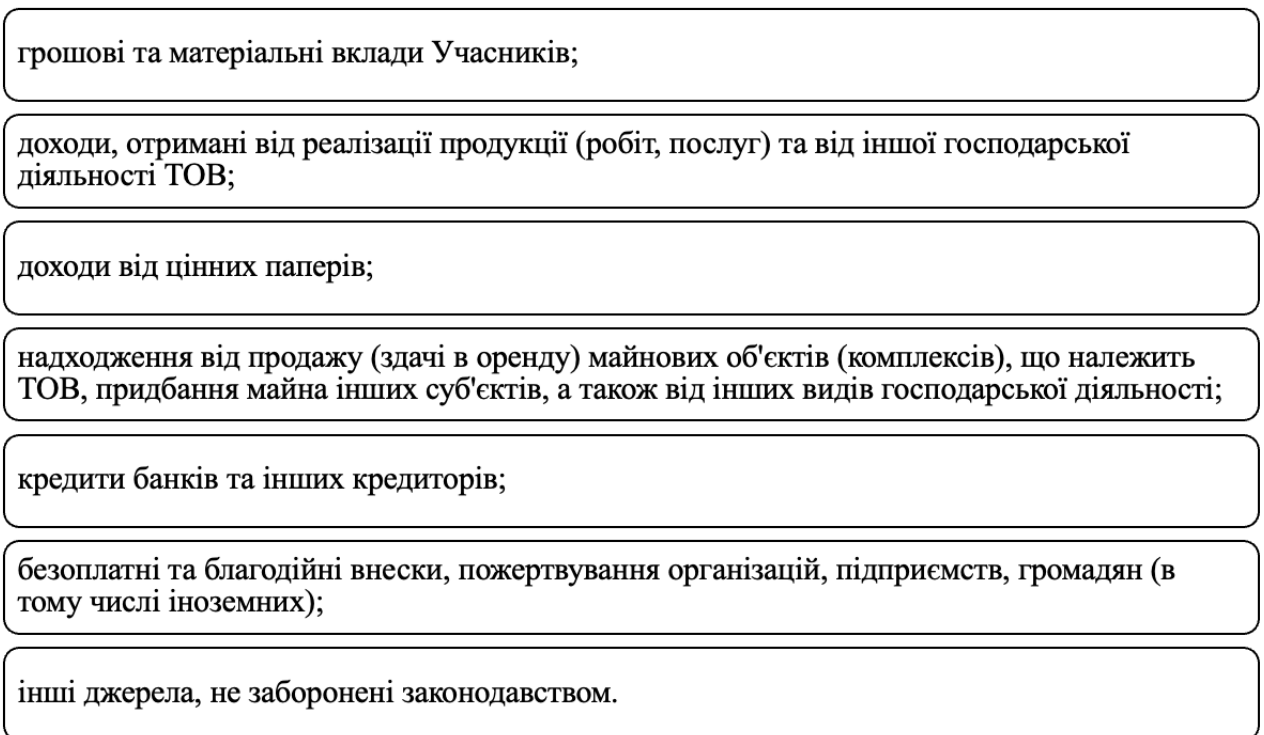 грошові та матеріальні вклади Учасників;
доходи, отримані від реалізації продукції (робіт, послуг) та від іншої господарської
діяльності ТОВ;
доходи від цінних паперів;
надходження від продажу (здачі в оренду) майнових об'єктів (комплексів), що належить
ТОВ, придбання майна інших суб'єктів, а також від інших видів господарської діяльності;
кредити банків та інших кредиторів;
безоплатні та благодійні внески, пожертвування організацій, підприємств, громадян (в
тому числі іноземних);
інші джерела, не заборонені законодавством.